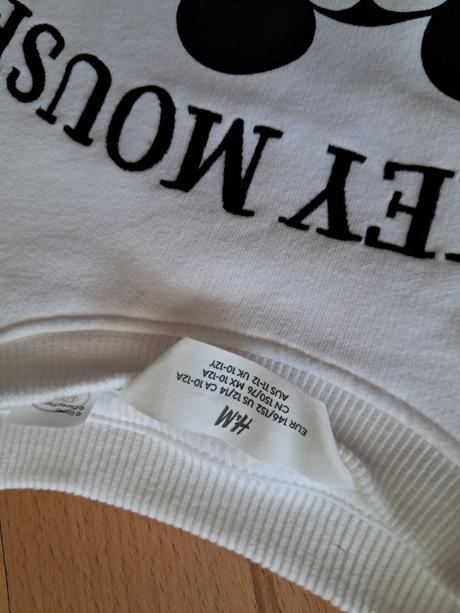 H&M
EUR 146/152 US 12/14 CA 10-12A
CN 150/76 MX 10-12A
AUS 11-12 UK 10-12Y
EY MOUSE